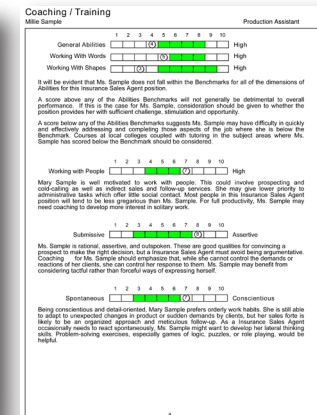 Coaching / Training
Millie Sample Production Assistant
1 2 3 4 5 6 7 8 9 10
General Abilities 4 High
Working With Words 5 High
Working With Shapes 3 High
It will be evident that Ms. Sample does not fall within the Benchmarks for all of the dimensions of
Abilities for this Insurance Sales Agent position.
A score above any of the Abilities Benchmarks will not generally be detrimental to overall
performance. If this is the case for Ms. Sample, consideration should be given to whether the
position provides her with sufficient challenge, stimulation and opportunity.
A score below any of the Abilities Benchmarks suggests Ms. Sample may have difficulty in quickly
and effectively addressing and completing those aspects of the job where she is below the
Benchmark. Courses at local colleges coupled with tutoring in the subject areas where Ms.
Sample has scored below the Benchmark should be considered.
1 2 3 4 5 6 7 8 9 10
Working with People 7 High
Mary Sample is well motivated to work with people. This could involve prospecting and
cold-calling as well as indirect sales and follow-up services. She may give lower priority to
administrative tasks which offer little social contact. Most people in this Insurance Sales Agent
position will tend to be less gregarious than Ms. Sample. For full productivity, Ms. Sample may
need coaching to develop more interest in solitary work.
1 2 3 4 5 6 7 8 9 10
Submissive 8 Assertive
Ms. Sample is rational, assertive, and outspoken. These are good qualities for convincing a
prospect to make the right decision, but a Insurance Sales Agent must avoid being argumentative.
Coaching for Ms. Sample should emphasize that, while she cannot control the demands or
reactions of her clients, she can control her response to them. Ms. Sample may benefit from
considering tactful rather than forceful ways of expressing herself.
1 2 3 4 5 6 7 8 9 10
Spontaneous 7 Conscientious
Being conscientious and detail-oriented, Mary Sample prefers orderly work habits. She is still able
to adapt to unexpected changes in product or sudden demands by clients, but her sales forte is
likely to be an organized approach and meticulous follow-up. As a Insurance Sales Agent
occasionally needs to react spontaneously, Ms. Sample might want to develop her lateral thinking
skills. Problem-solving exercises, especially games of logic, puzzles, or role playing, would be
helpful.